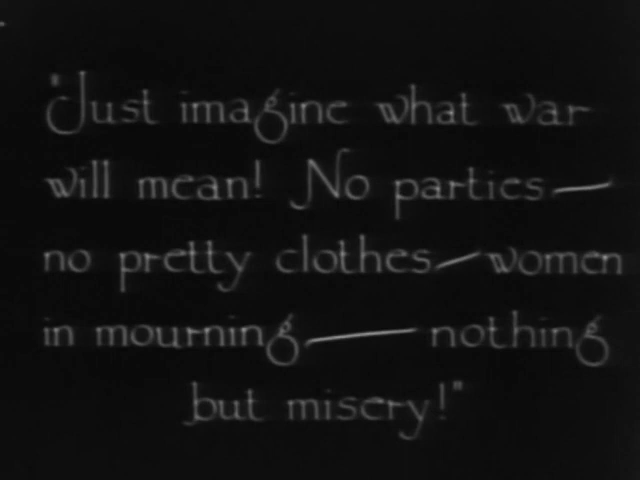 "Just imagine what war
will mean! No parties—
no pretty clothes—women
in mourning—nothing
but misery!"